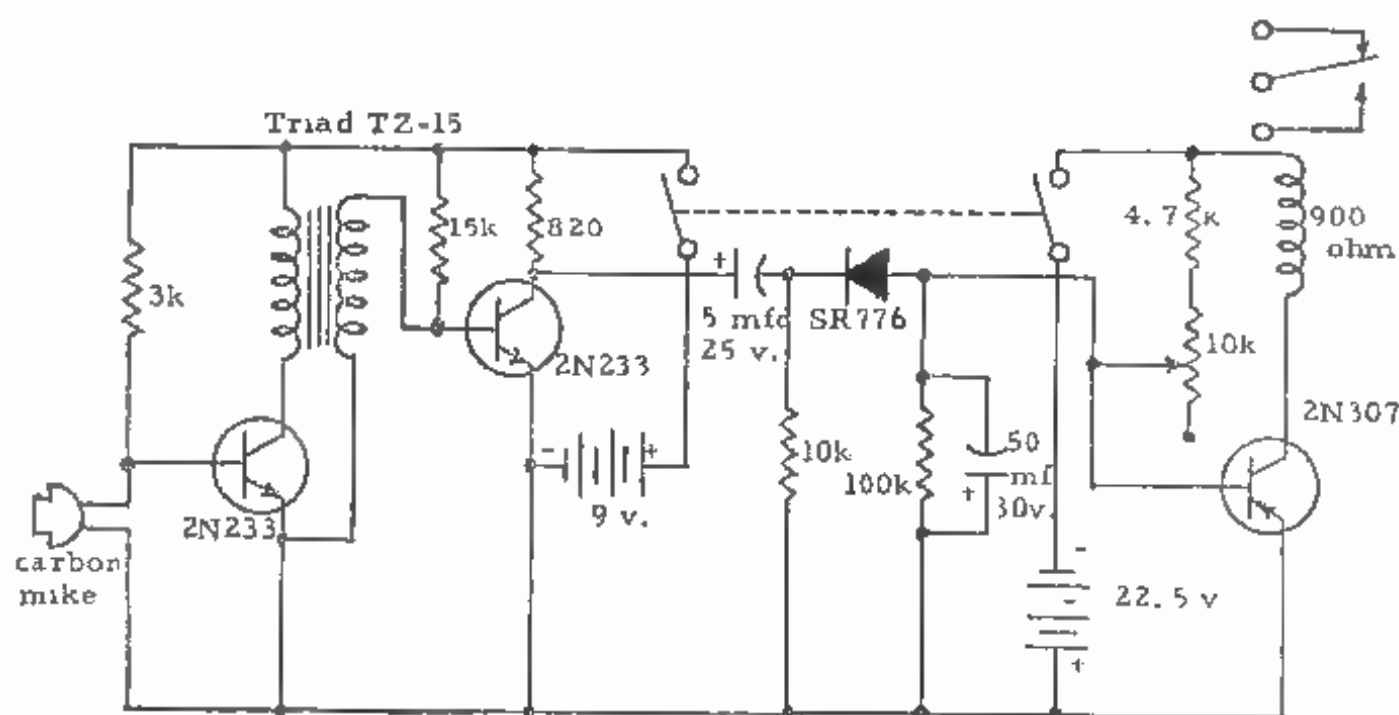 Triad TZ-15
3k
15k
820
4.7 K
900
ohm
+
5 mfd
25 v.
SR776
10k
2N233
2N233
-
+
9 v.
10k
100k
50
mf
30v.
+
2N307
carbon
mike
-
22.5 v
+